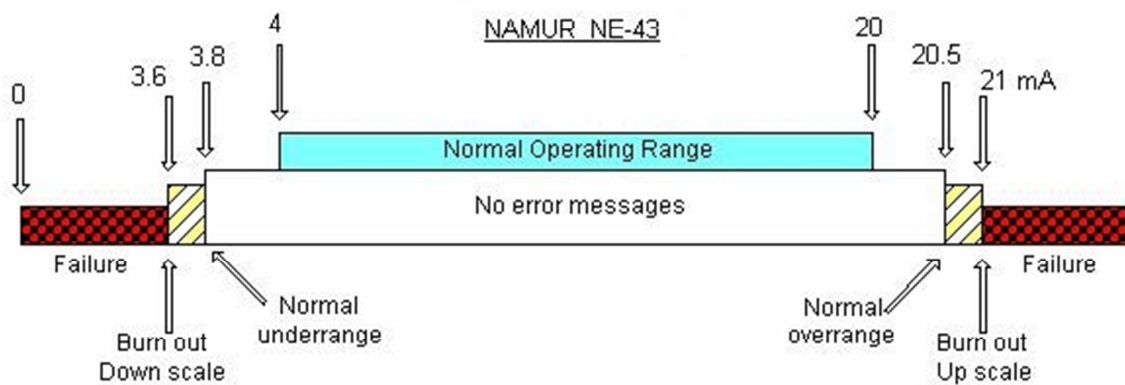 NAMUR NE-43
0
3.6
3.8
4
20
20.5
21 mA
Normal Operating Range
No error messages
Failure
Failure
Normal
underrange
Normal
overrange
Burn out
Down scale
Burn out
Up scale